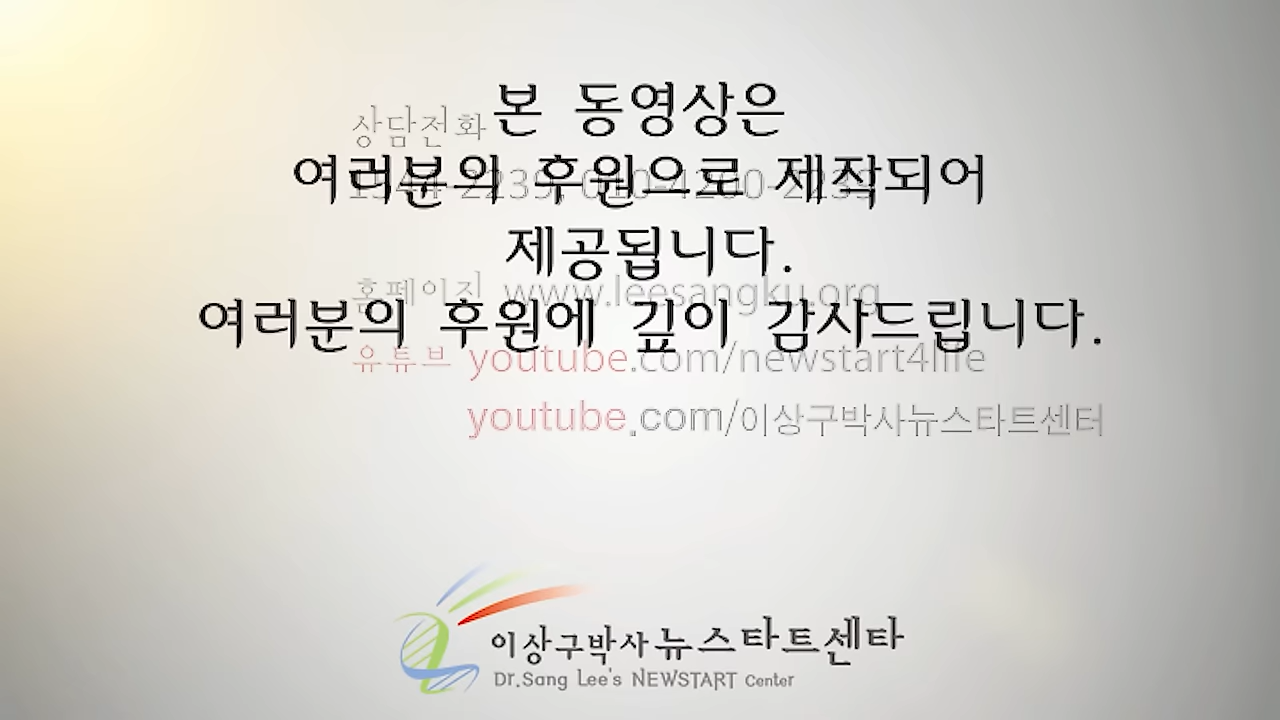 본 동영상은
상담전화
여러분의 후원으로 제작되어
제공됩니다.
홈페이지 www.leesangku.org
여러분의 후원에 깊이 감사드립니다.
유튜브 youtube.com/newstart4life
youtube.com/이상구박사뉴스타트센터
이상구박사 뉴스타트센타
Dr.Sang Lee's NEWSTART Center